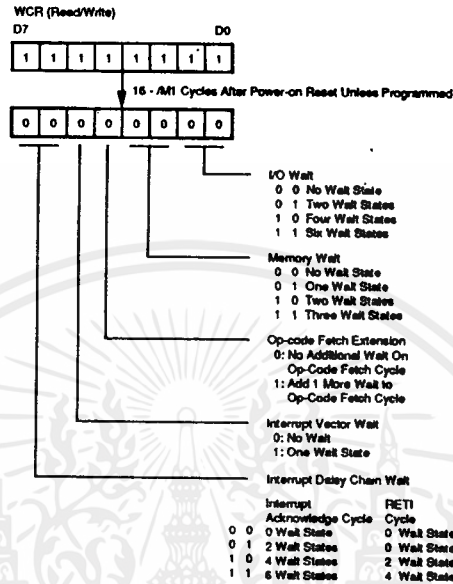 WCR (Read/Write)
D7 D0
1 1 1 1 1 1 1 1
16 - /M1 Cycles After Power-on Reset Unless Programmed
0 0 0 0 0 0 0 0
I/O Wait
0 0 No Wait State
0 1 Two Wait States
1 0 Four Wait States
1 1 Six Wait States
Memory Wait
0 0 No Wait State
0 1 One Wait State
1 0 Two Wait States
1 1 Three Wait States
Op-code Fetch Extension
0: No Additional Wait On
Op-Code Fetch Cycle
1: Add 1 More Wait to
Op-Code Fetch Cycle
Interrupt Vector Wait
0: No Wait
1: One Wait State
Interrupt Daisy Chain Wait
Interrupt RETI
Acknowledge Cycle Cycle
0 0 0 Wait State 0 Wait State
0 1 2 Wait States 0 Wait State
1 0 4 Wait States 2 Wait States
1 1 6 Wait States 4 Wait States